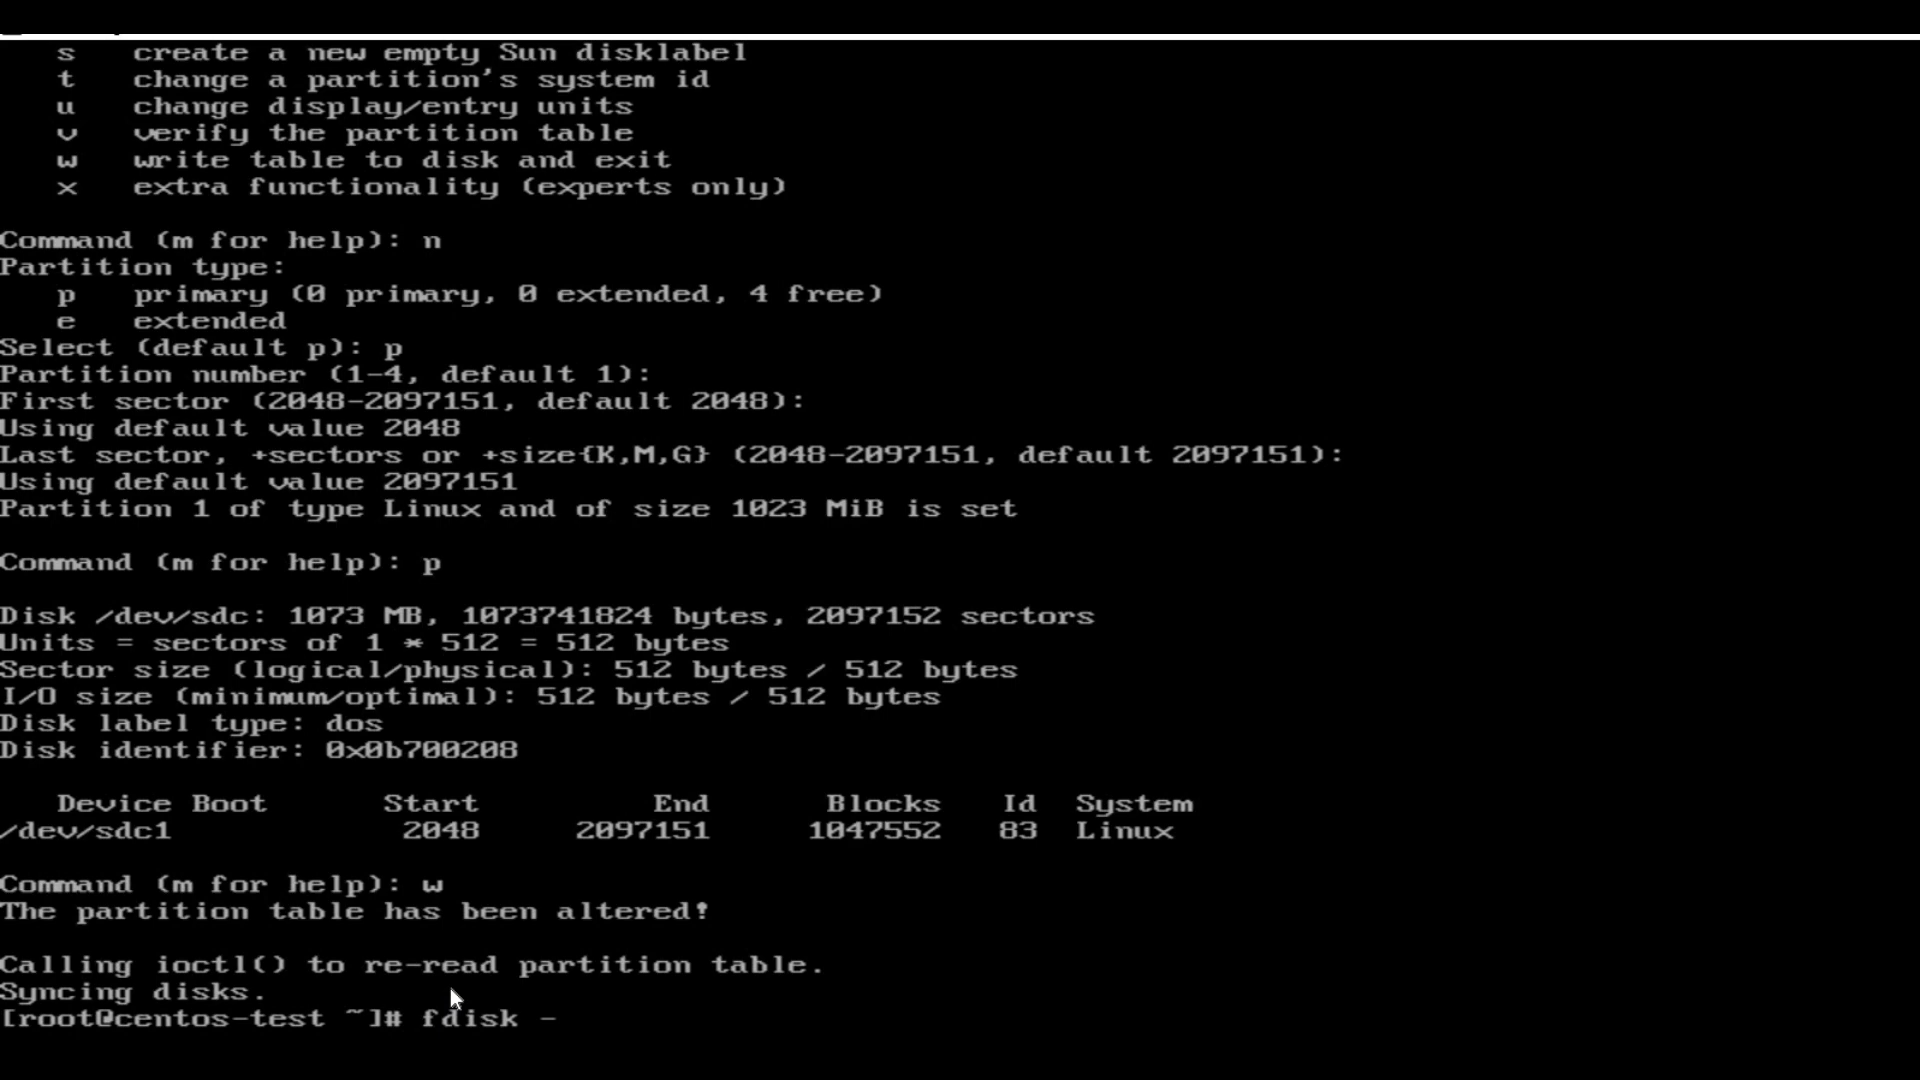 s create a new empty Sun disklabel
t change a partition's system id
u change display/entry units
v verify the partition table
w write table to disk and exit
x extra functionality (experts only)
Command (m for help): n
Partition type:
p primary (0 primary, 0 extended, 4 free)
e extended
Select (default p): p
Partition number (1-4, default 1):
First sector (2048-2097151, default 2048):
Using default value 2048
Last sector, +sectors or +size{K,M,G} (2048-2097151, default 2097151):
Using default value 2097151
Partition 1 of type Linux and of size 1023 MiB is set
Command (m for help): p
Disk /dev/sdc: 1073 MB, 1073741824 bytes, 2097152 sectors
Units = sectors of 1 * 512 = 512 bytes
Sector size (logical/physical): 512 bytes / 512 bytes
I/O size (minimum/optimal): 512 bytes / 512 bytes
Disk label type: dos
Disk identifier: 0x0b700208
Device Boot Start End Blocks Id System
/dev/sdc1 2048 2097151 1047552 83 Linux
Command (m for help): w
The partition table has been altered!
Calling ioctl() to re-read partition table.
Syncing disks.
[root@centos-test ~]# fdisk -